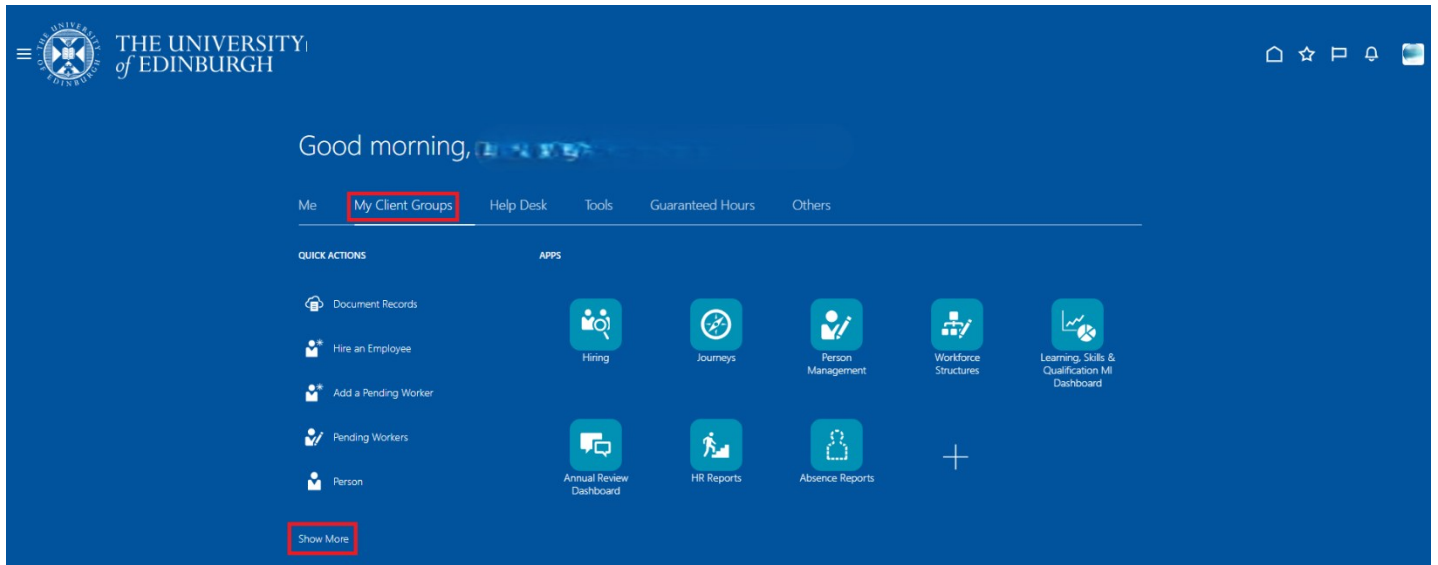 THE UNIVERSITY
of EDINBURGH
Good morning,
Me My Client Groups Help Desk Tools Guaranteed Hours Others
QUICK ACTIONS
Document Records
Hire an Employee
Add a Pending Worker
Pending Workers
Person
Show More
APPS
Hiring
Journeys
Person
Management
Workforce
Structures
Learning, Skills &
Qualification MI
Dashboard
Annual Review
Dashboard
HR Reports
Absence Reports